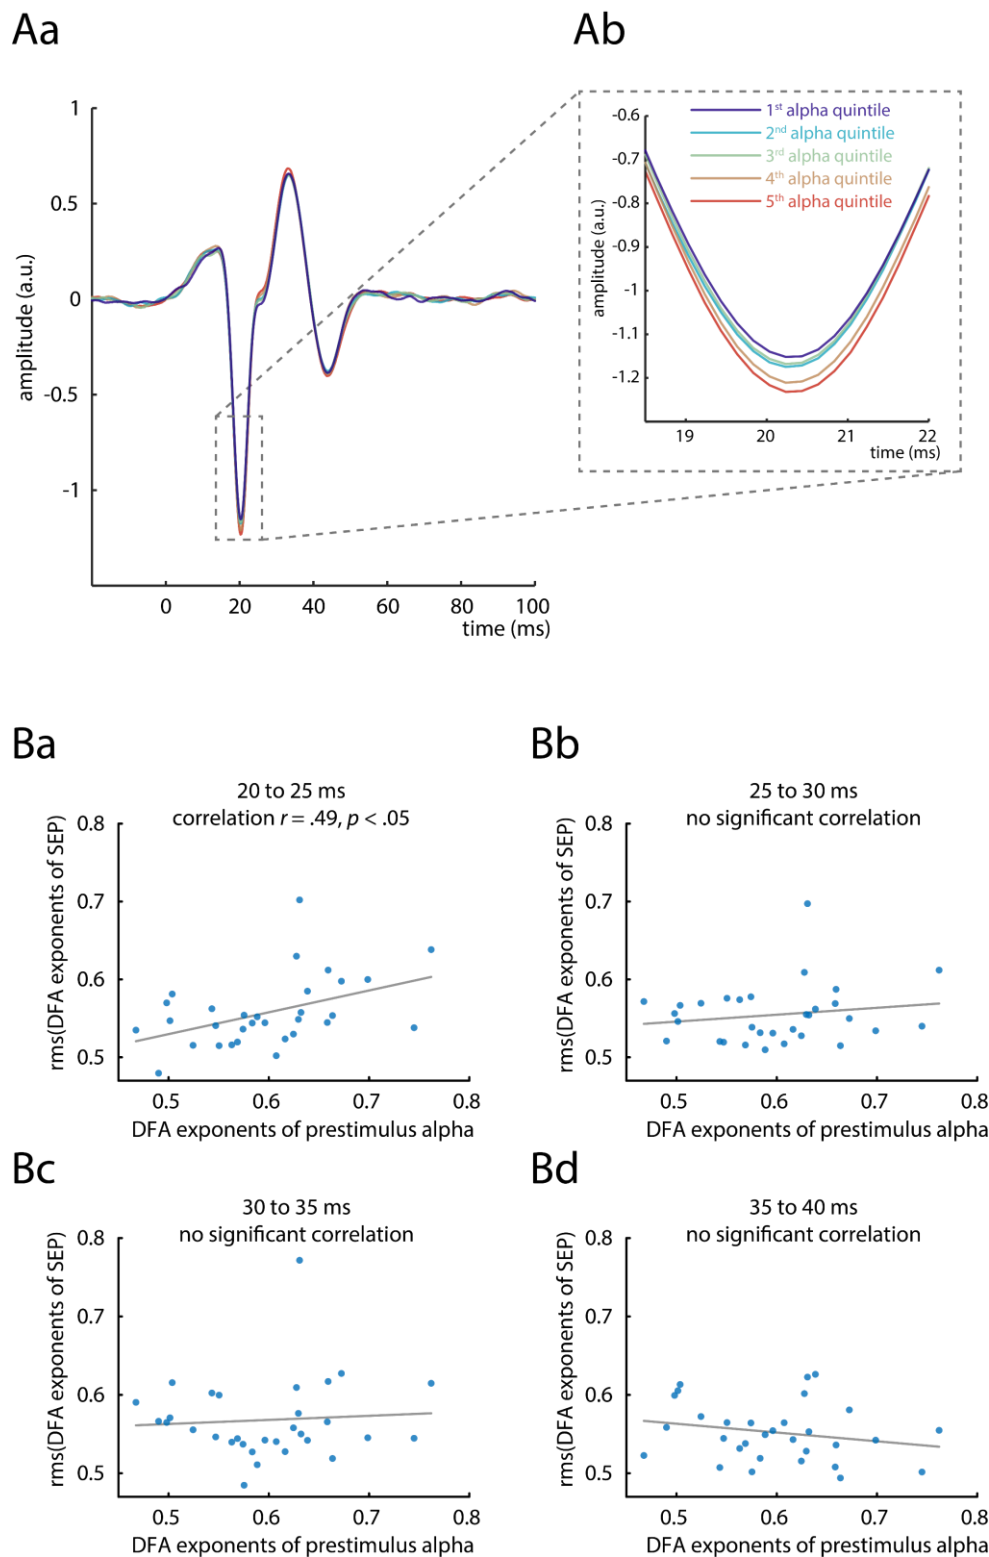 Aa
Ab
1
0.5
0
-0.5
-1
amplitude (a.u.)
0 20 40 60 80 100
time (ms)
-0.6
-0.7
-0.8
-0.9
-1
-1.1
-1.2
amplitude (a.u.)
1st alpha quintile
2nd alpha quintile
3rd alpha quintile
4th alpha quintile
5th alpha quintile
19 20 21 22
time (ms)
Ba
20 to 25 ms
correlation r = .49, p < .05
rms(DFA exponents of SEP)
0.8
0.7
0.6
0.5
0.5 0.6 0.7 0.8
DFA exponents of prestimulus alpha
Bb
25 to 30 ms
no significant correlation
rms(DFA exponents of SEP)
0.8
0.7
0.6
0.5
0.5 0.6 0.7 0.8
DFA exponents of prestimulus alpha
Bc
30 to 35 ms
no significant correlation
rms(DFA exponents of SEP)
0.8
0.7
0.6
0.5
0.5 0.6 0.7 0.8
DFA exponents of prestimulus alpha
Bd
35 to 40 ms
no significant correlation
rms(DFA exponents of SEP)
0.8
0.7
0.6
0.5
0.5 0.6 0.7 0.8
DFA exponents of prestimulus alpha